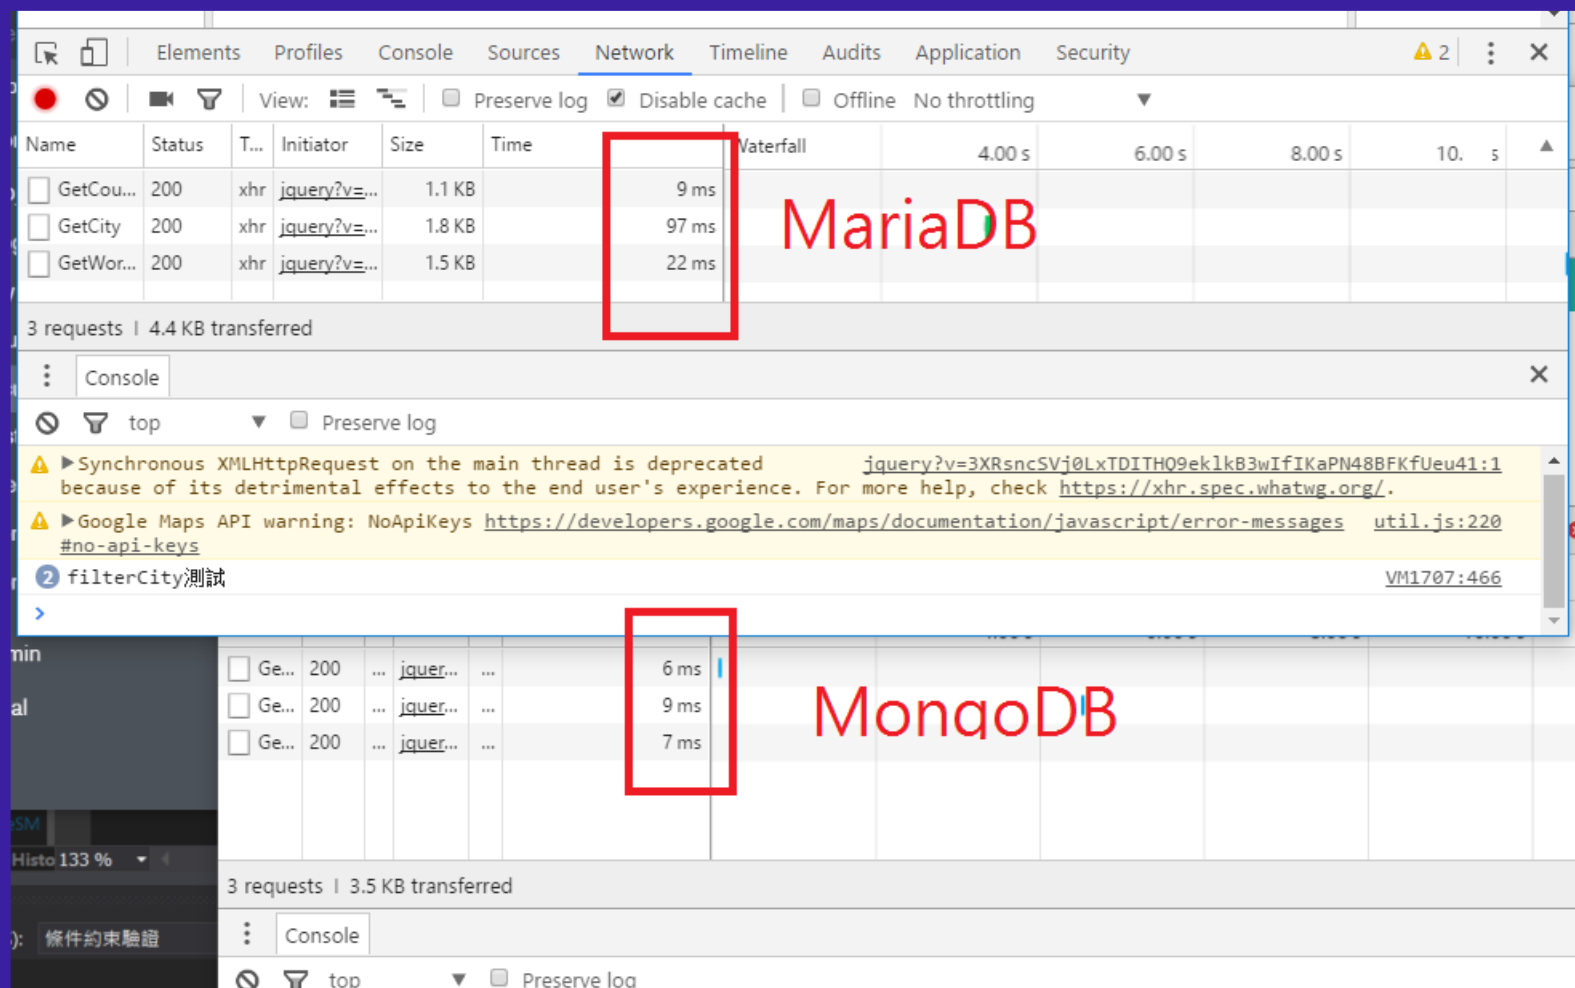 Elements Profiles Console Sources Network Timeline Audits Application Security 2
View: Preserve log Disable cache Offline No throttling
Name Status T... Initiator Size Time Waterfall 4.00 s 6.00 s 8.00 s 10. s
GetCou... 200 xhr jquery?v=... 1.1 KB 9 ms
GetCity 200 xhr jquery?v=... 1.8 KB 97 ms
GetWor... 200 xhr jquery?v=... 1.5 KB 22 ms
MariaDB
3 requests | 4.4 KB transferred
Console
top Preserve log
Synchronous XMLHttpRequest on the main thread is deprecated jquery?v=3XRsncSVj0LxTDITHQ9eklkB3wIfIKaPN48BFKfUeu41:1
because of its detrimental effects to the end user's experience. For more help, check https://xhr.spec.whatwg.org/.
Google Maps API warning: NoApiKeys https://developers.google.com/maps/documentation/javascript/error-messages util.js:220
#no-api-keys
2 filterCity測試 VM1707:466
min
Ge... 200 ... jquer... ... 6 ms
al
Ge... 200 ... jquer... ... 9 ms
Ge... 200 ... jquer... ... 7 ms
MongoDB
eSM
Histo 133 %
3 requests | 3.5 KB transferred
): 條件約束驗證
Console
top Preserve log